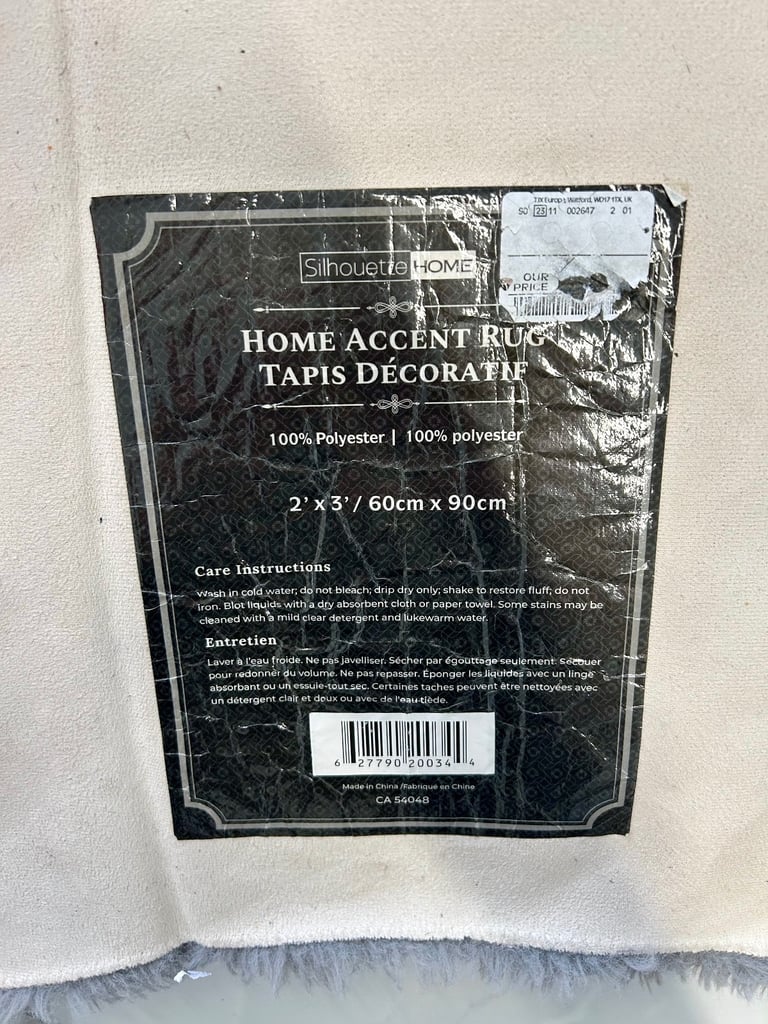 TJX Europe, Watford, WD17 1TX, UK
23 11 002647 2 01
OUR
PRICE
Silhouette HOME
HOME ACCENT RUG
TAPIS DÉCORATIF
100% Polyester | 100% polyester
2' x 3' / 60cm x 90cm
Care Instructions
Wash in cold water; do not bleach; drip dry only; shake to restore fluff; do not
iron. Blot liquids with a dry absorbent cloth or paper towel. Some stains may be
cleaned with a mild clear detergent and lukewarm water.
Entretien
Laver à l'eau froide. Ne pas javelliser. Sécher par égouttage seulement. Secouer
pour redonner du volume. Ne pas repasser. Éponger les liquides avec un linge
absorbant ou un essuie-tout sec. Certaines taches peuvent être nettoyées avec
un détergent clair et doux ou avec de l'eau tiède.
6 27790 20034 4
Made in China /Fabriqué en Chine
CA 54048